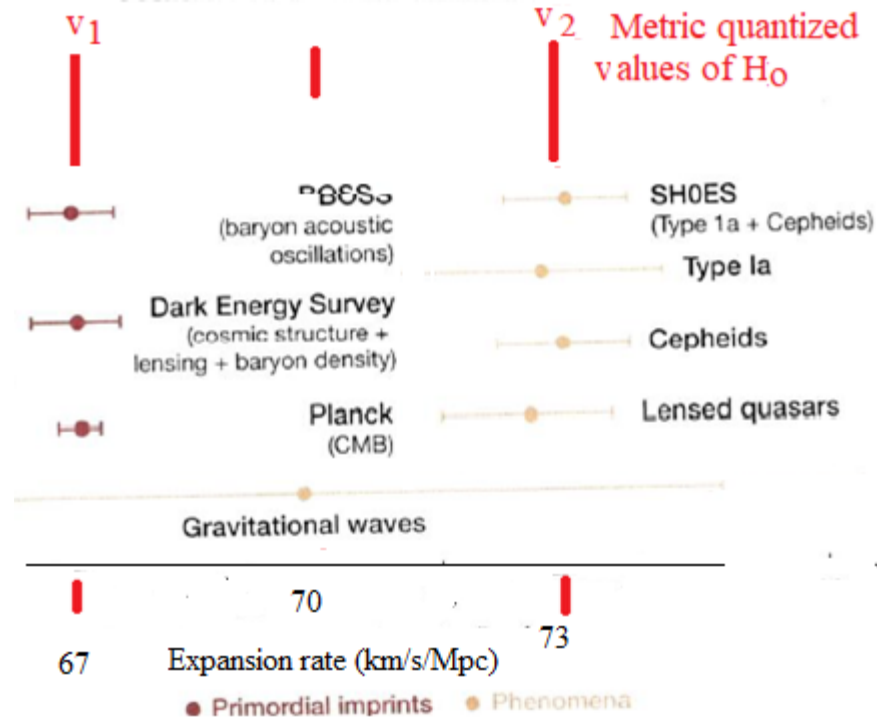 v1
v2 Metric quantized
values of Ho
(baryon acoustic
oscillations)
SH0ES
(Type 1a + Cepheids)
Type Ia
Dark Energy Survey
(cosmic structure +
lensing + baryon density)
Cepheids
Planck
(CMB)
Lensed quasars
Gravitational waves
70
73
67
Expansion rate (km/s/Mpc)
Primordial imprints
Phenomena